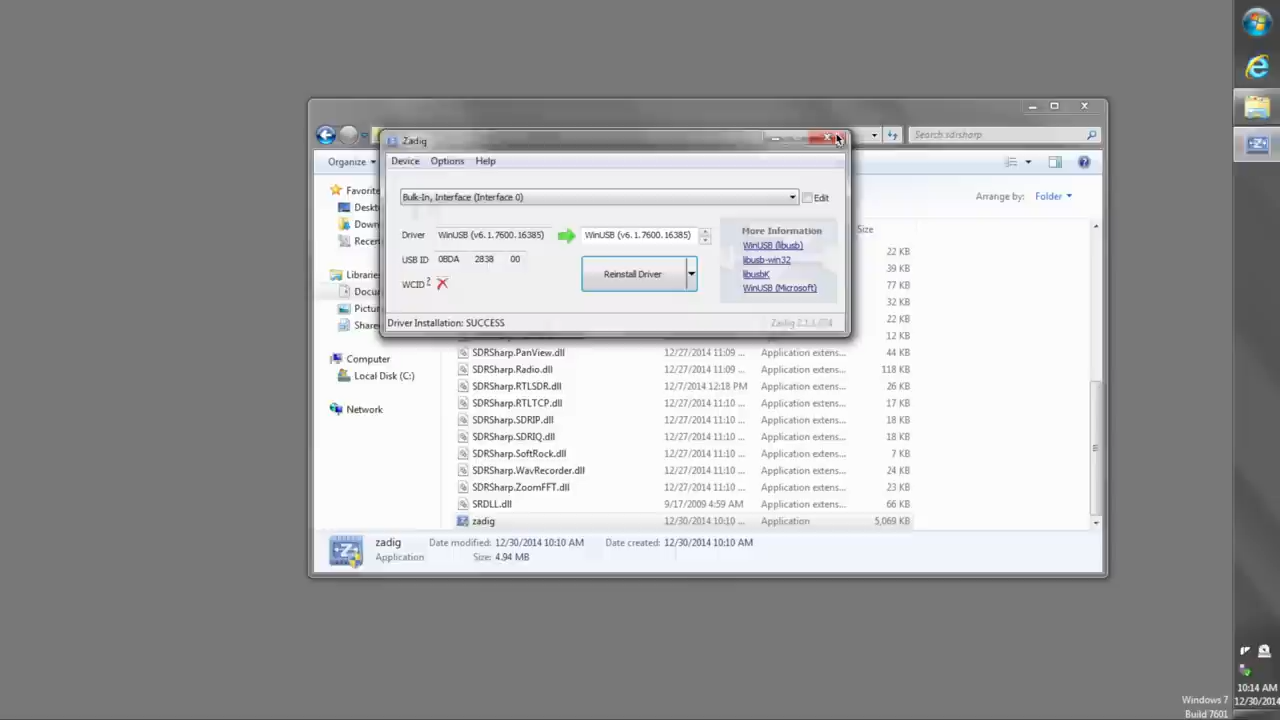 Search sdrsharp
Zadig
Device Options Help
Organize
Arrange by: Folder
Bulk-In, Interface (Interface 0)
Edit
Driver WinUSB (v6.1.7600.16385) WinUSB (v6.1.7600.16385)
USB ID 0BDA 2838 00
WCID ?
Reinstall Driver
More Information
WinUSB (libusb)
libusb-win32
libusbK
WinUSB (Microsoft)
Driver Installation: SUCCESS
Favorite
Deskt
Down
Recen
Librarie
Docu
Pictur
Share
Computer
Local Disk (C:)
Network
Size
22 KB
39 KB
77 KB
32 KB
22 KB
12 KB
SDRSharp.PanView.dll 12/27/2014 11:09 ... Application extens... 44 KB
SDRSharp.Radio.dll 12/27/2014 11:09 ... Application extens... 118 KB
SDRSharp.RTLSDR.dll 12/7/2014 12:18 PM Application extens... 26 KB
SDRSharp.RTLTCP.dll 12/27/2014 11:10 ... Application extens... 17 KB
SDRSharp.SDRIP.dll 12/27/2014 11:10 ... Application extens... 18 KB
SDRSharp.SDRIQ.dll 12/27/2014 11:10 ... Application extens... 18 KB
SDRSharp.SoftRock.dll 12/27/2014 11:10 ... Application extens... 7 KB
SDRSharp.WavRecorder.dll 12/27/2014 11:10 ... Application extens... 24 KB
SDRSharp.ZoomFFT.dll 12/27/2014 11:10 ... Application extens... 23 KB
SRDLL.dll 9/17/2009 4:59 AM Application extens... 66 KB
zadig 12/30/2014 10:10 ... Application 5,069 KB
zadig Date modified: 12/30/2014 10:10 AM Date created: 12/30/2014 10:10 AM
Application Size: 4.94 MB
10:14 AM
12/30/201
Windows 7
Build 7601